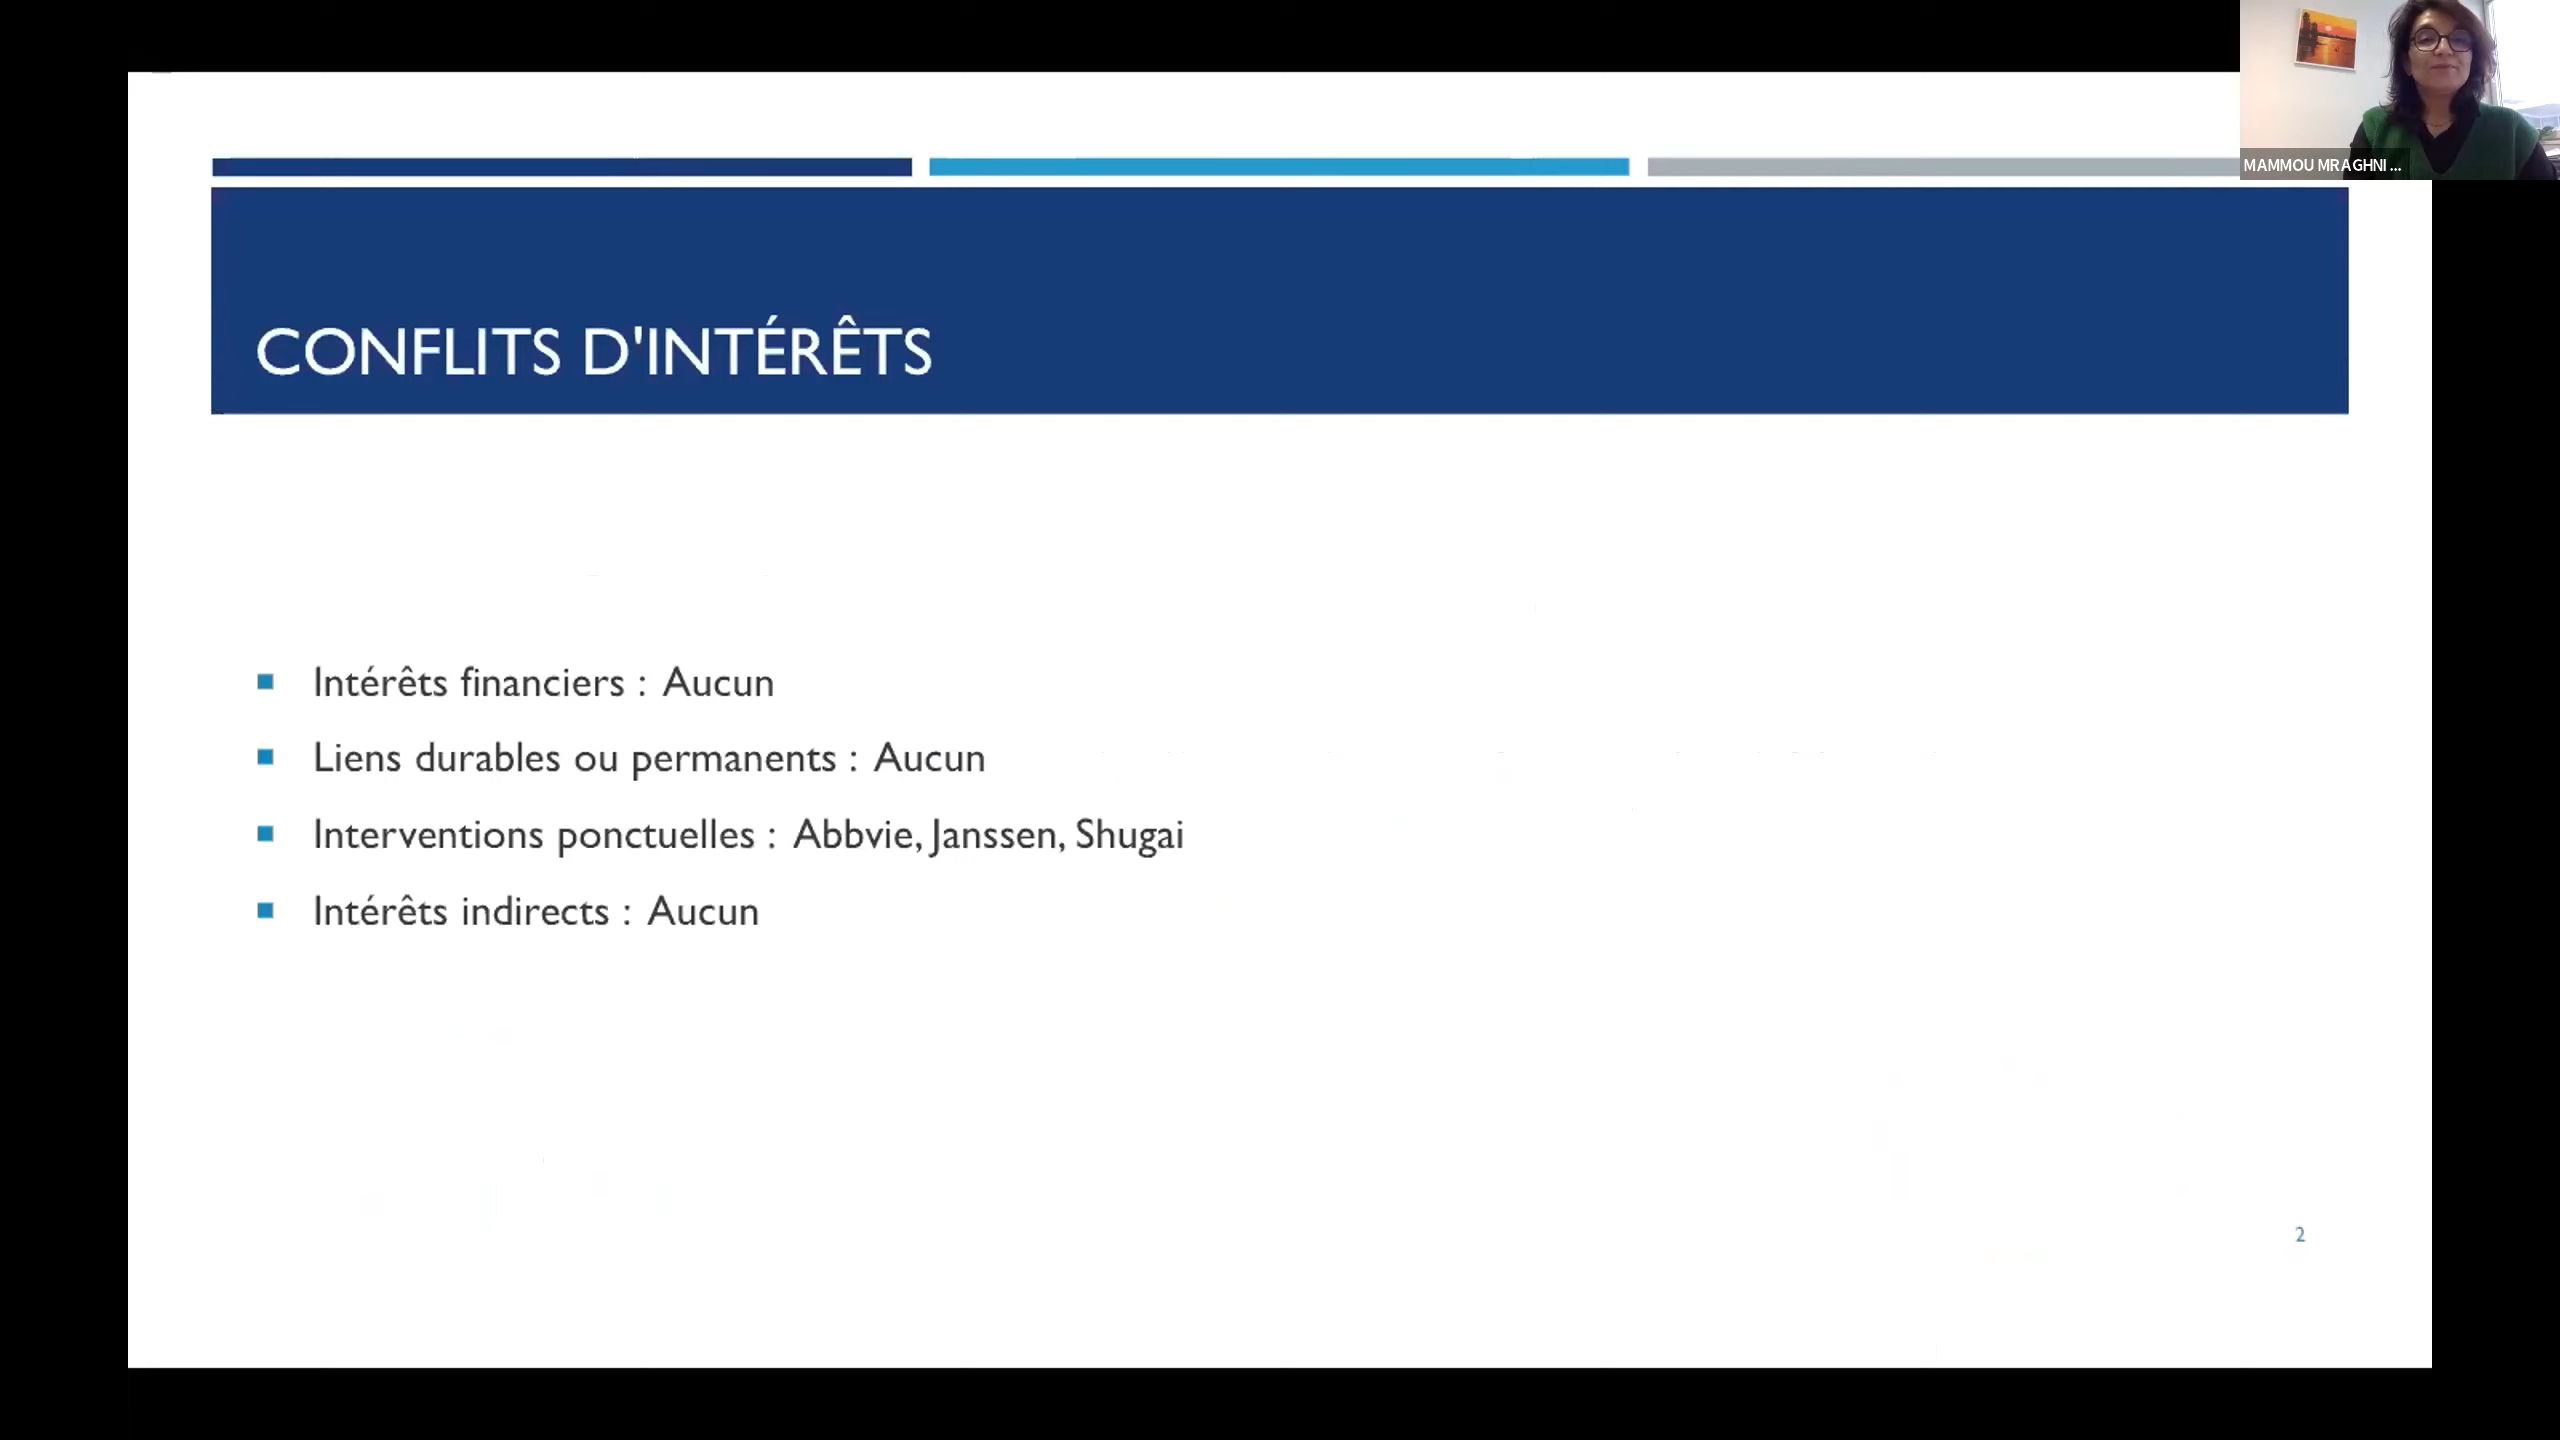 MAMMOU MRAGHNI ...
CONFLITS D'INTÉRÊTS
Intérêts financiers : Aucun
Liens durables ou permanents : Aucun
Interventions ponctuelles : Abbvie, Janssen, Shugai
Intérêts indirects : Aucun
2